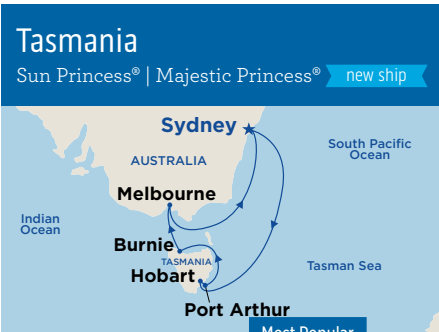 Tasmania
Sun Princess® | Majestic Princess® new ship
Sydney
South Pacific
Ocean
AUSTRALIA
Melbourne
Indian
Ocean
Burnie
TASMANIA
Tasman Sea
Hobart
Port Arthur
Most Popular